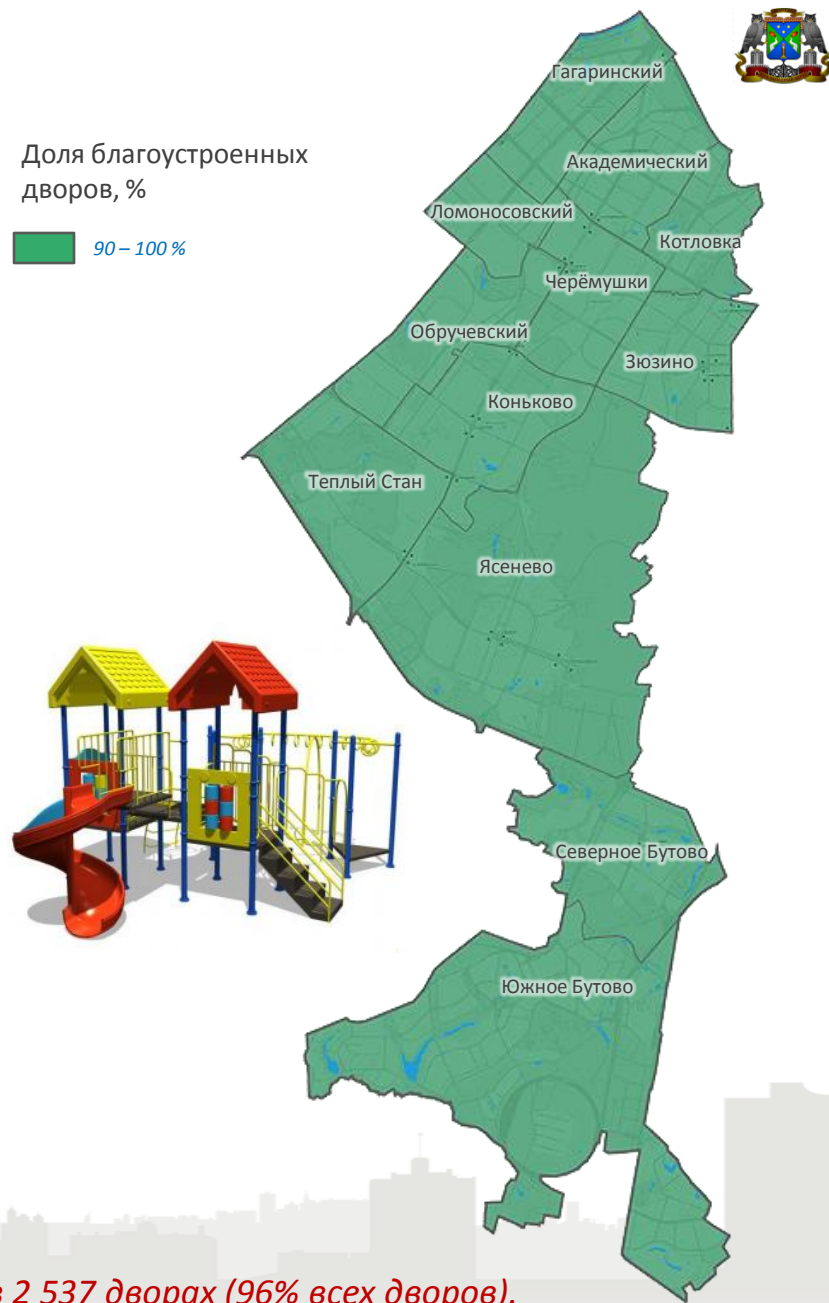 Доля благоустроенных
дворов, %
90 – 100 %
Гагаринский
Академический
Ломоносовский
Котловка
Черёмушки
Обручевский
Зюзино
Коньково
Теплый Стан
Ясенево
Северное Бутово
Южное Бутово
в 2 537 дворах (96% всех дворов).